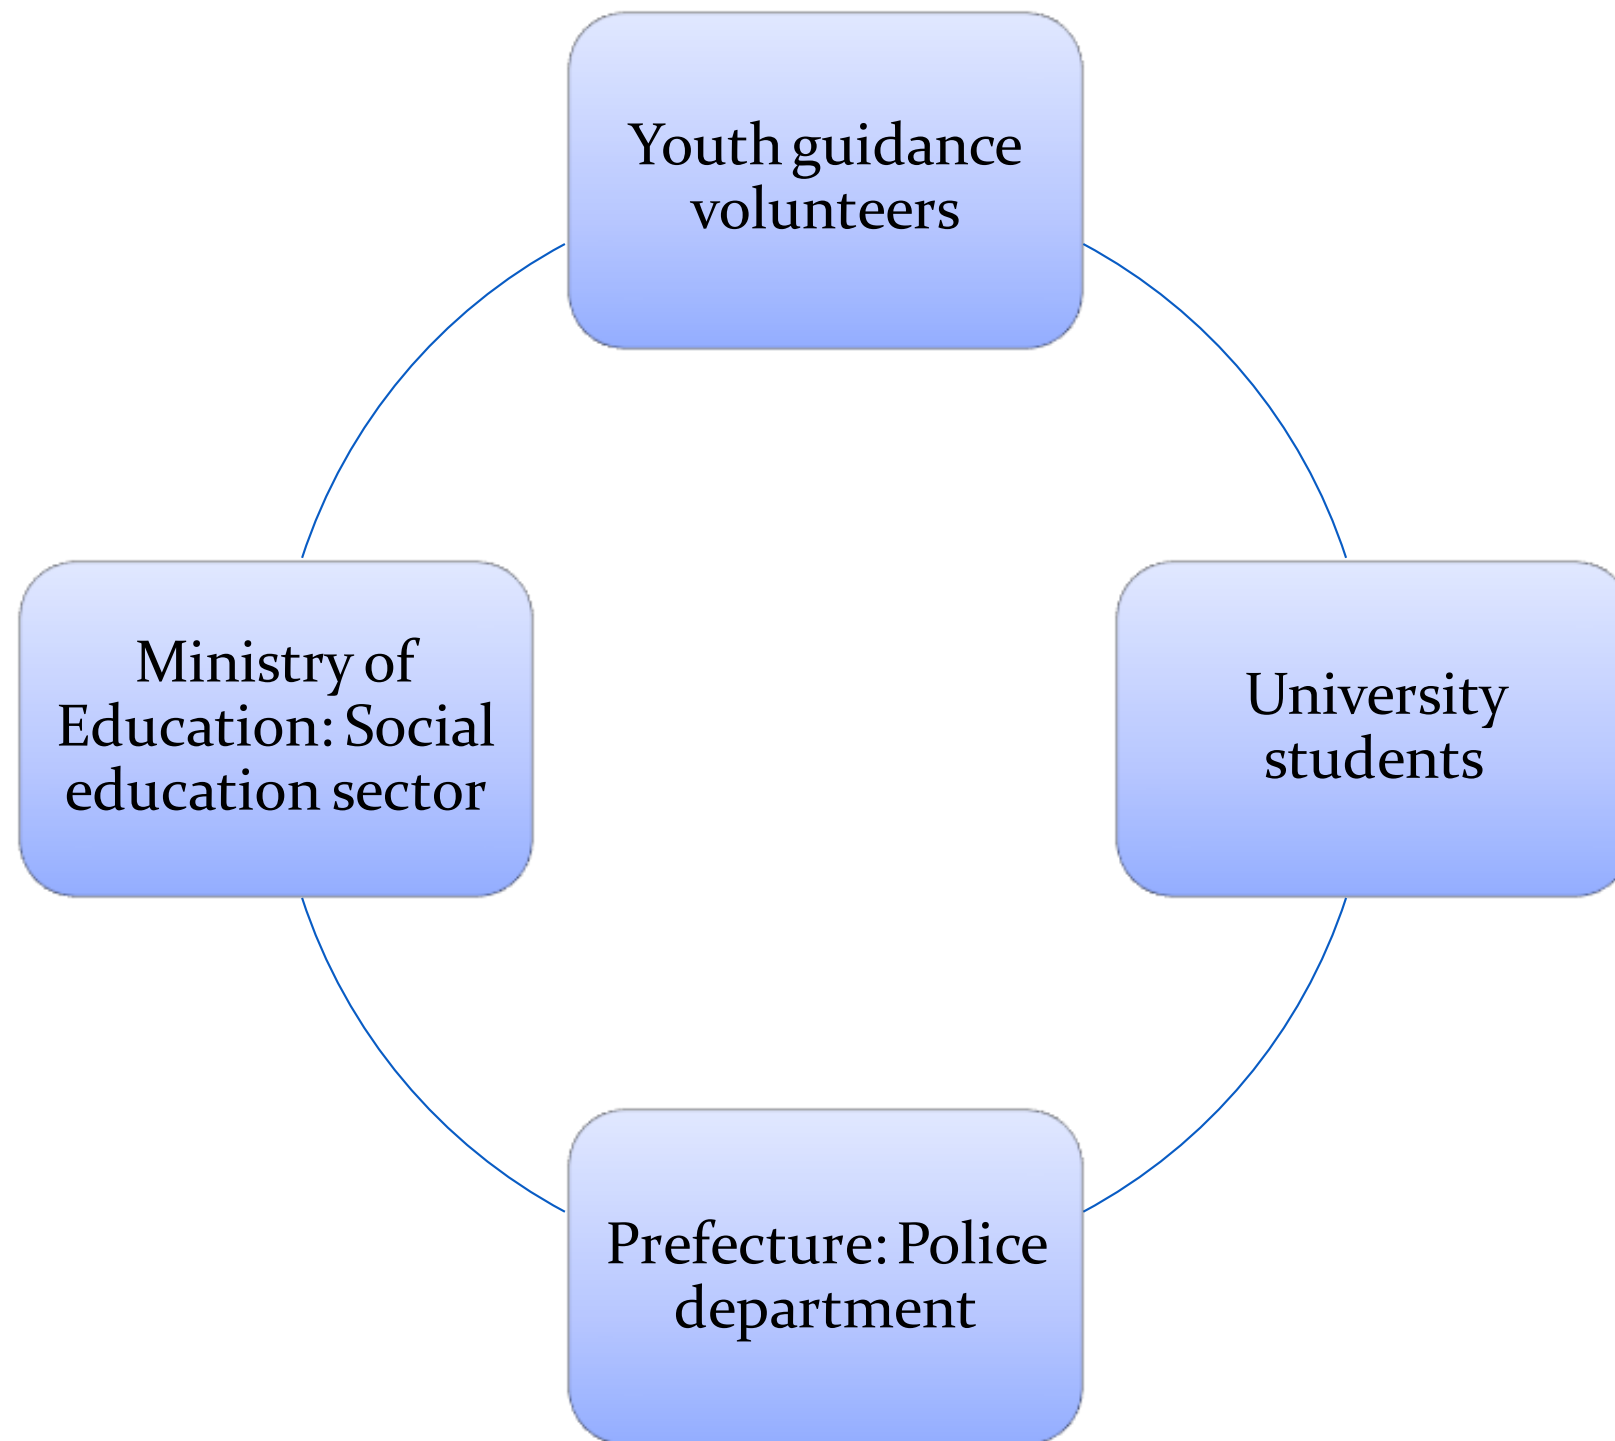 Youth guidance
volunteers
Ministry of
Education: Social
education sector
University
students
Prefecture: Police
department